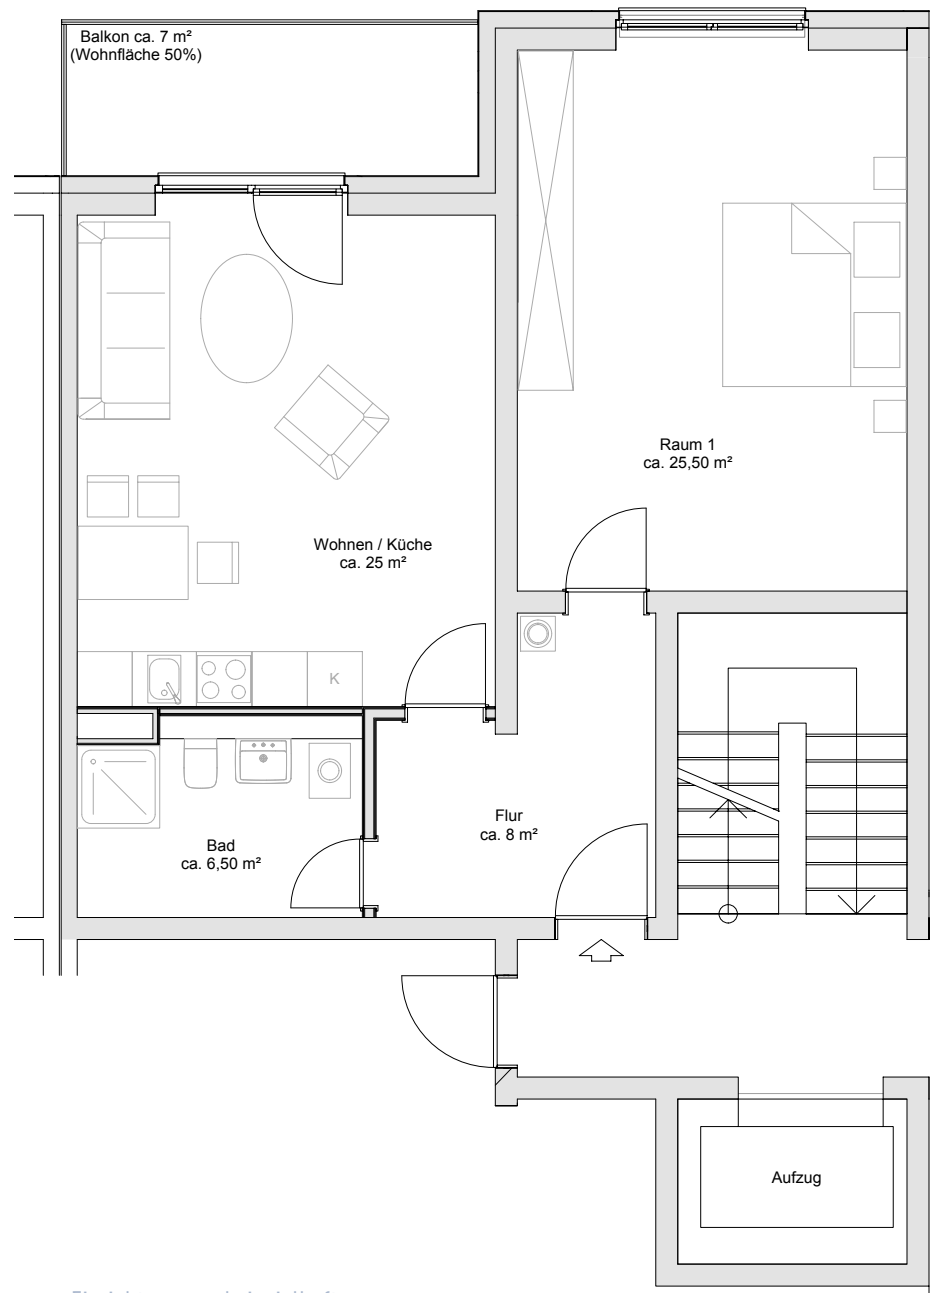 Balkon ca. 7 m²
(Wohnfläche 50%)
Raum 1
ca. 25,50 m²
Wohnen / Küche
ca. 25 m²
K
Flur
ca. 8 m²
Bad
ca. 6,50 m²
Aufzug